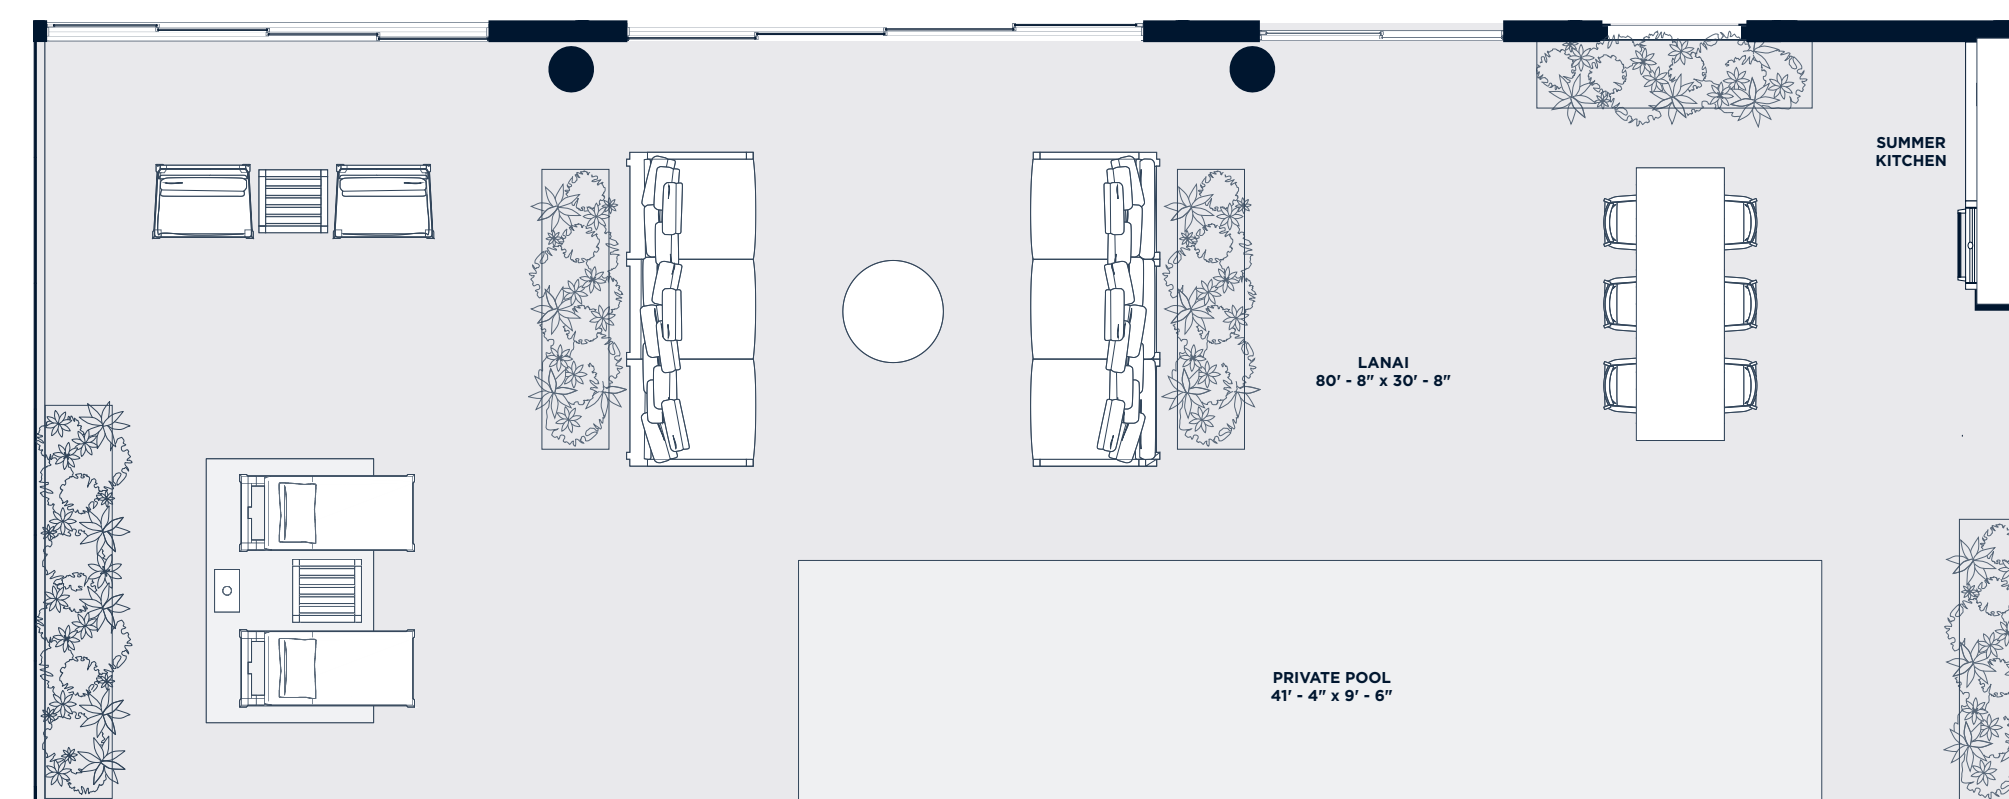 SUMMER
KITCHEN
LANAI
80' - 8" x 30' - 8"
PRIVATE POOL
41' - 4" x 9' - 6"